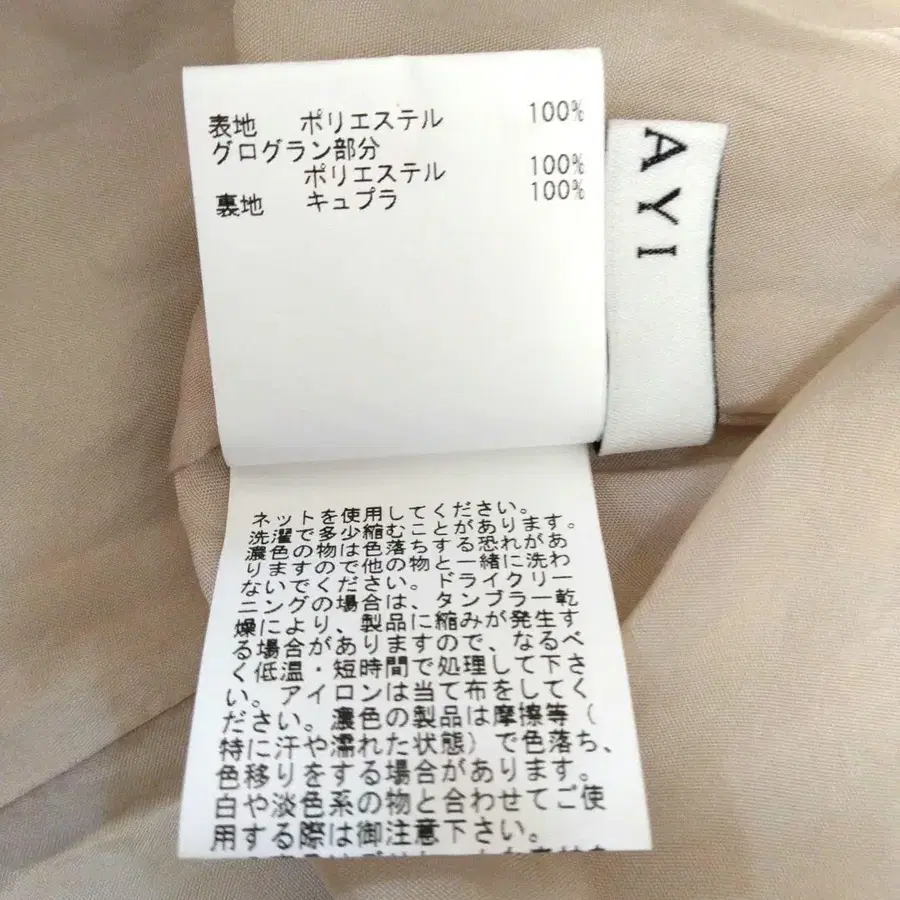 表地 ポリエステル 100%
グログラン部分
ポリエステル 100%
裏地 キュプラ 100%
AYI
ネットを使用してください。
洗濯で多少縮むことがあります。
濃色の物は色落ちする恐れがあ
りますので他の物と一緒に洗わ
ないでください。ドライクリー
ニングの場合は、タンブラー乾
燥により、製品に縮みが発生す
る場合がありますので、なるべ
く低温・短時間で処理して下さ
い。アイロンは当て布をしてく
ださい。濃色の製品は摩擦等（
特に汗や濡れた状態）で色落ち、
色移りをする場合があります。
白や淡色系の物と合わせてご使
用する際は御注意下さい。